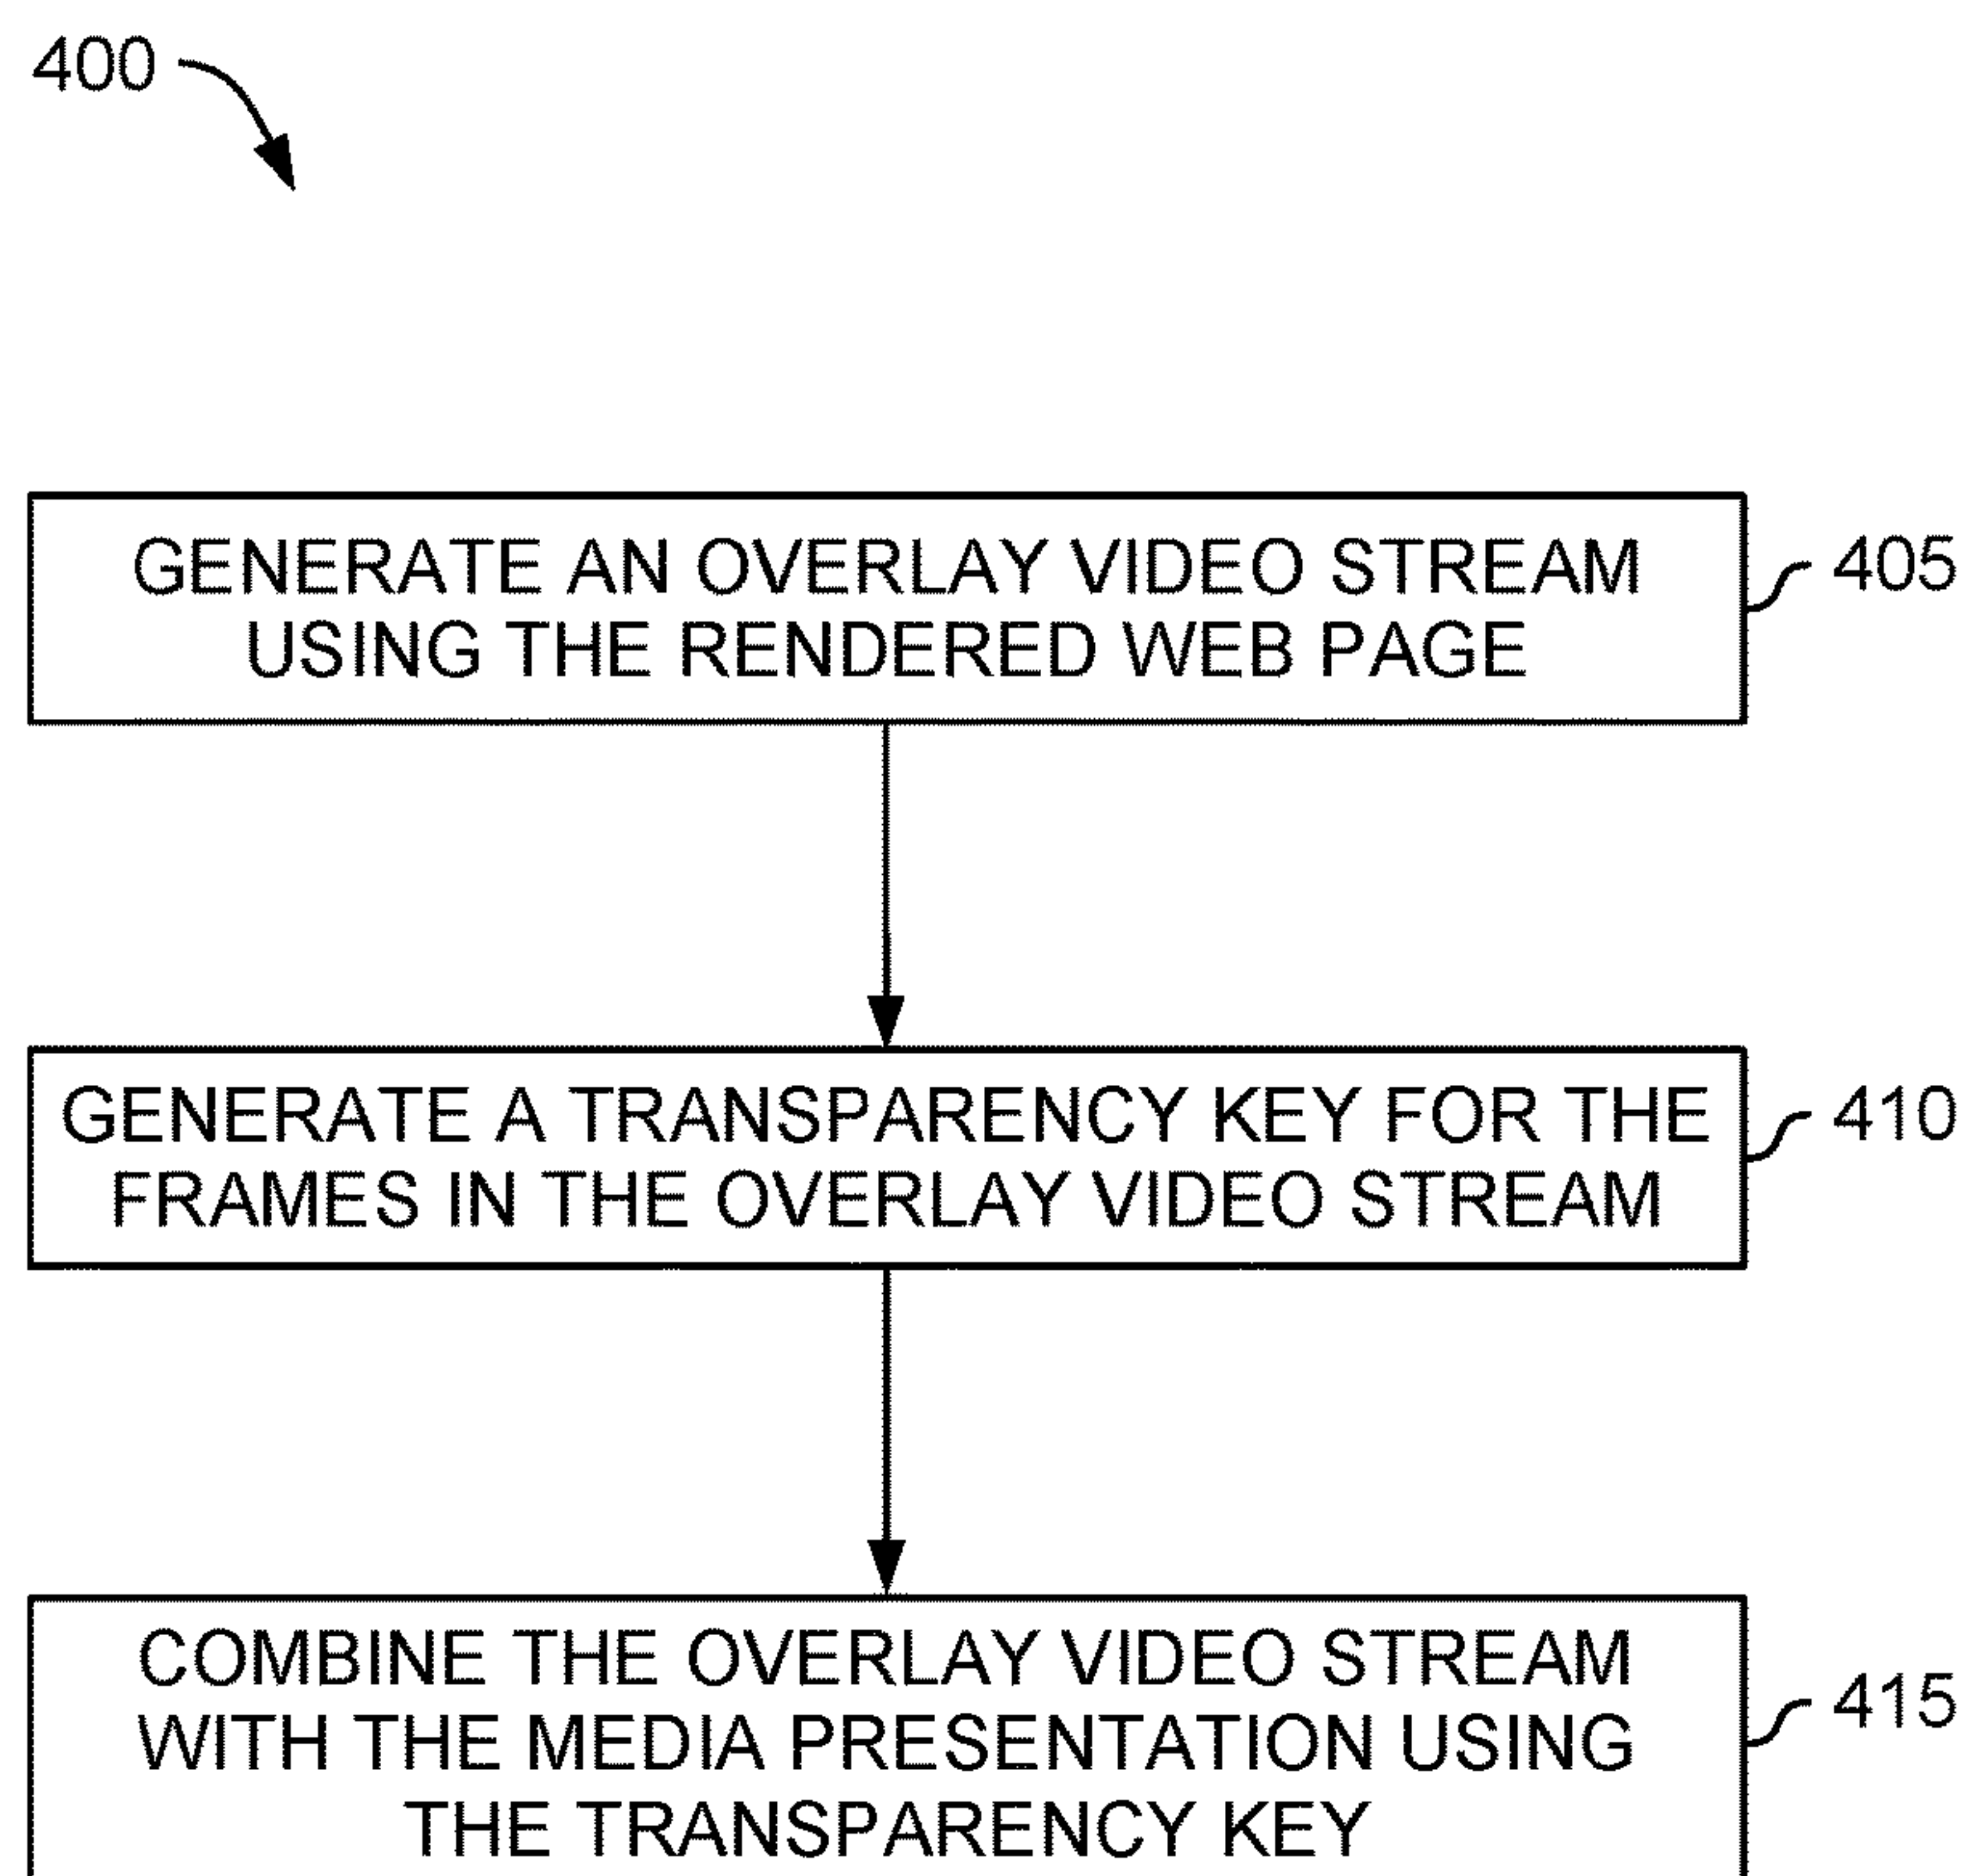 400
GENERATE AN OVERLAY VIDEO STREAM
USING THE RENDERED WEB PAGE
405
GENERATE A TRANSPARENCY KEY FOR THE
FRAMES IN THE OVERLAY VIDEO STREAM
410
COMBINE THE OVERLAY VIDEO STREAM
WITH THE MEDIA PRESENTATION USING
THE TRANSPARENCY KEY
415